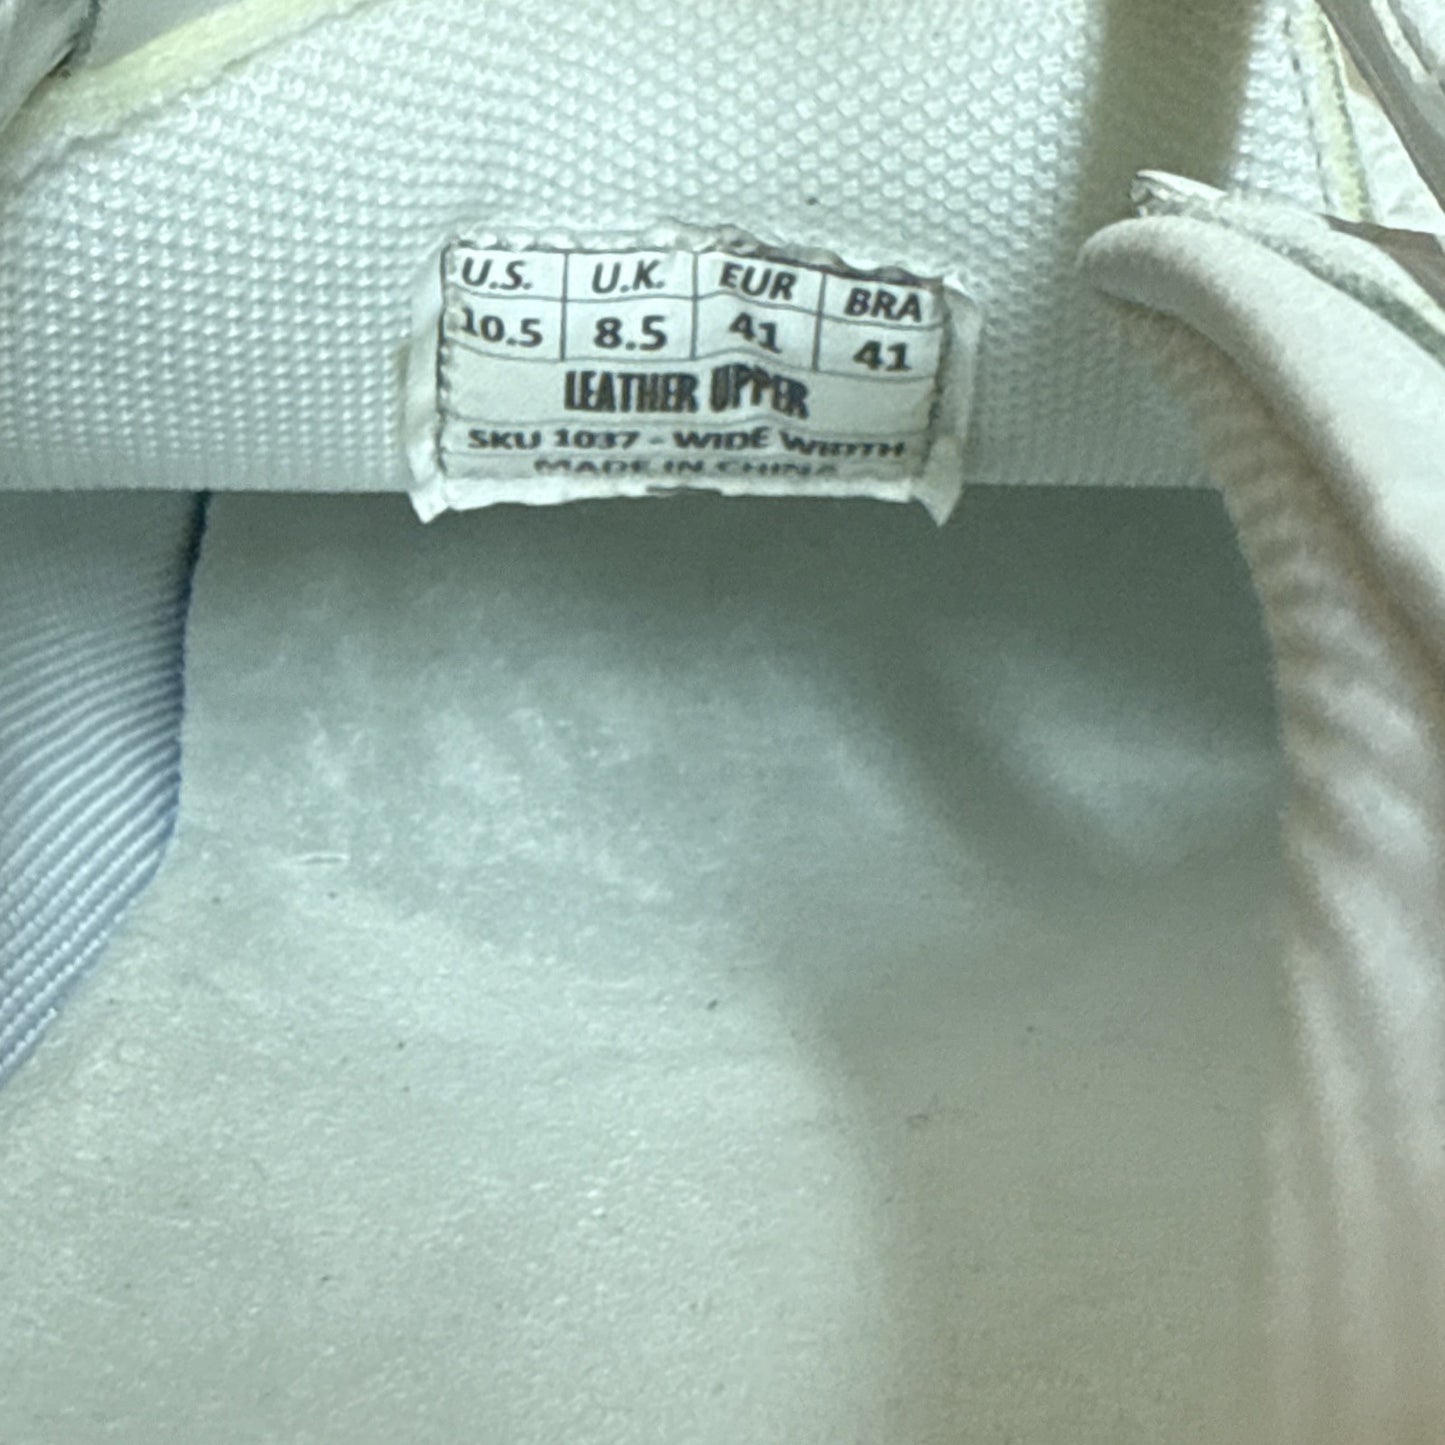 U.S. U.K. EUR BRA
10.5 8.5 41 41
LEATHER UPPER
SKU 1037 - WIDE WIDTH
MADE IN CHINA